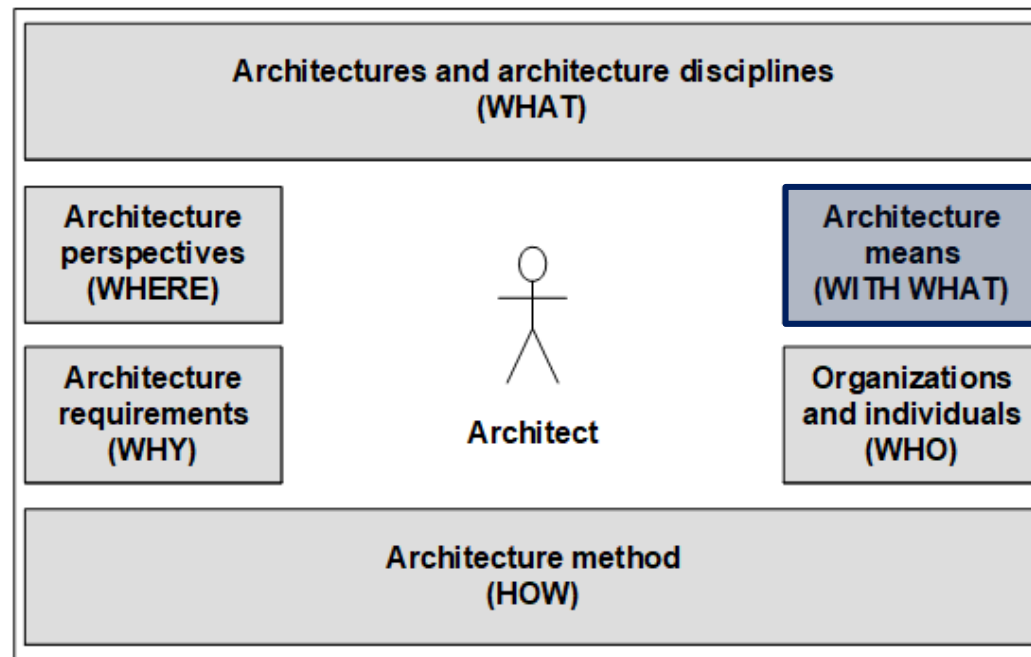 Architectures and architecture disciplines
(WHAT)
Architecture
perspectives
(WHERE)
Architecture
means
(WITH WHAT)
Architecture
requirements
(WHY)
Architect
Organizations
and individuals
(WHO)
Architecture method
(HOW)